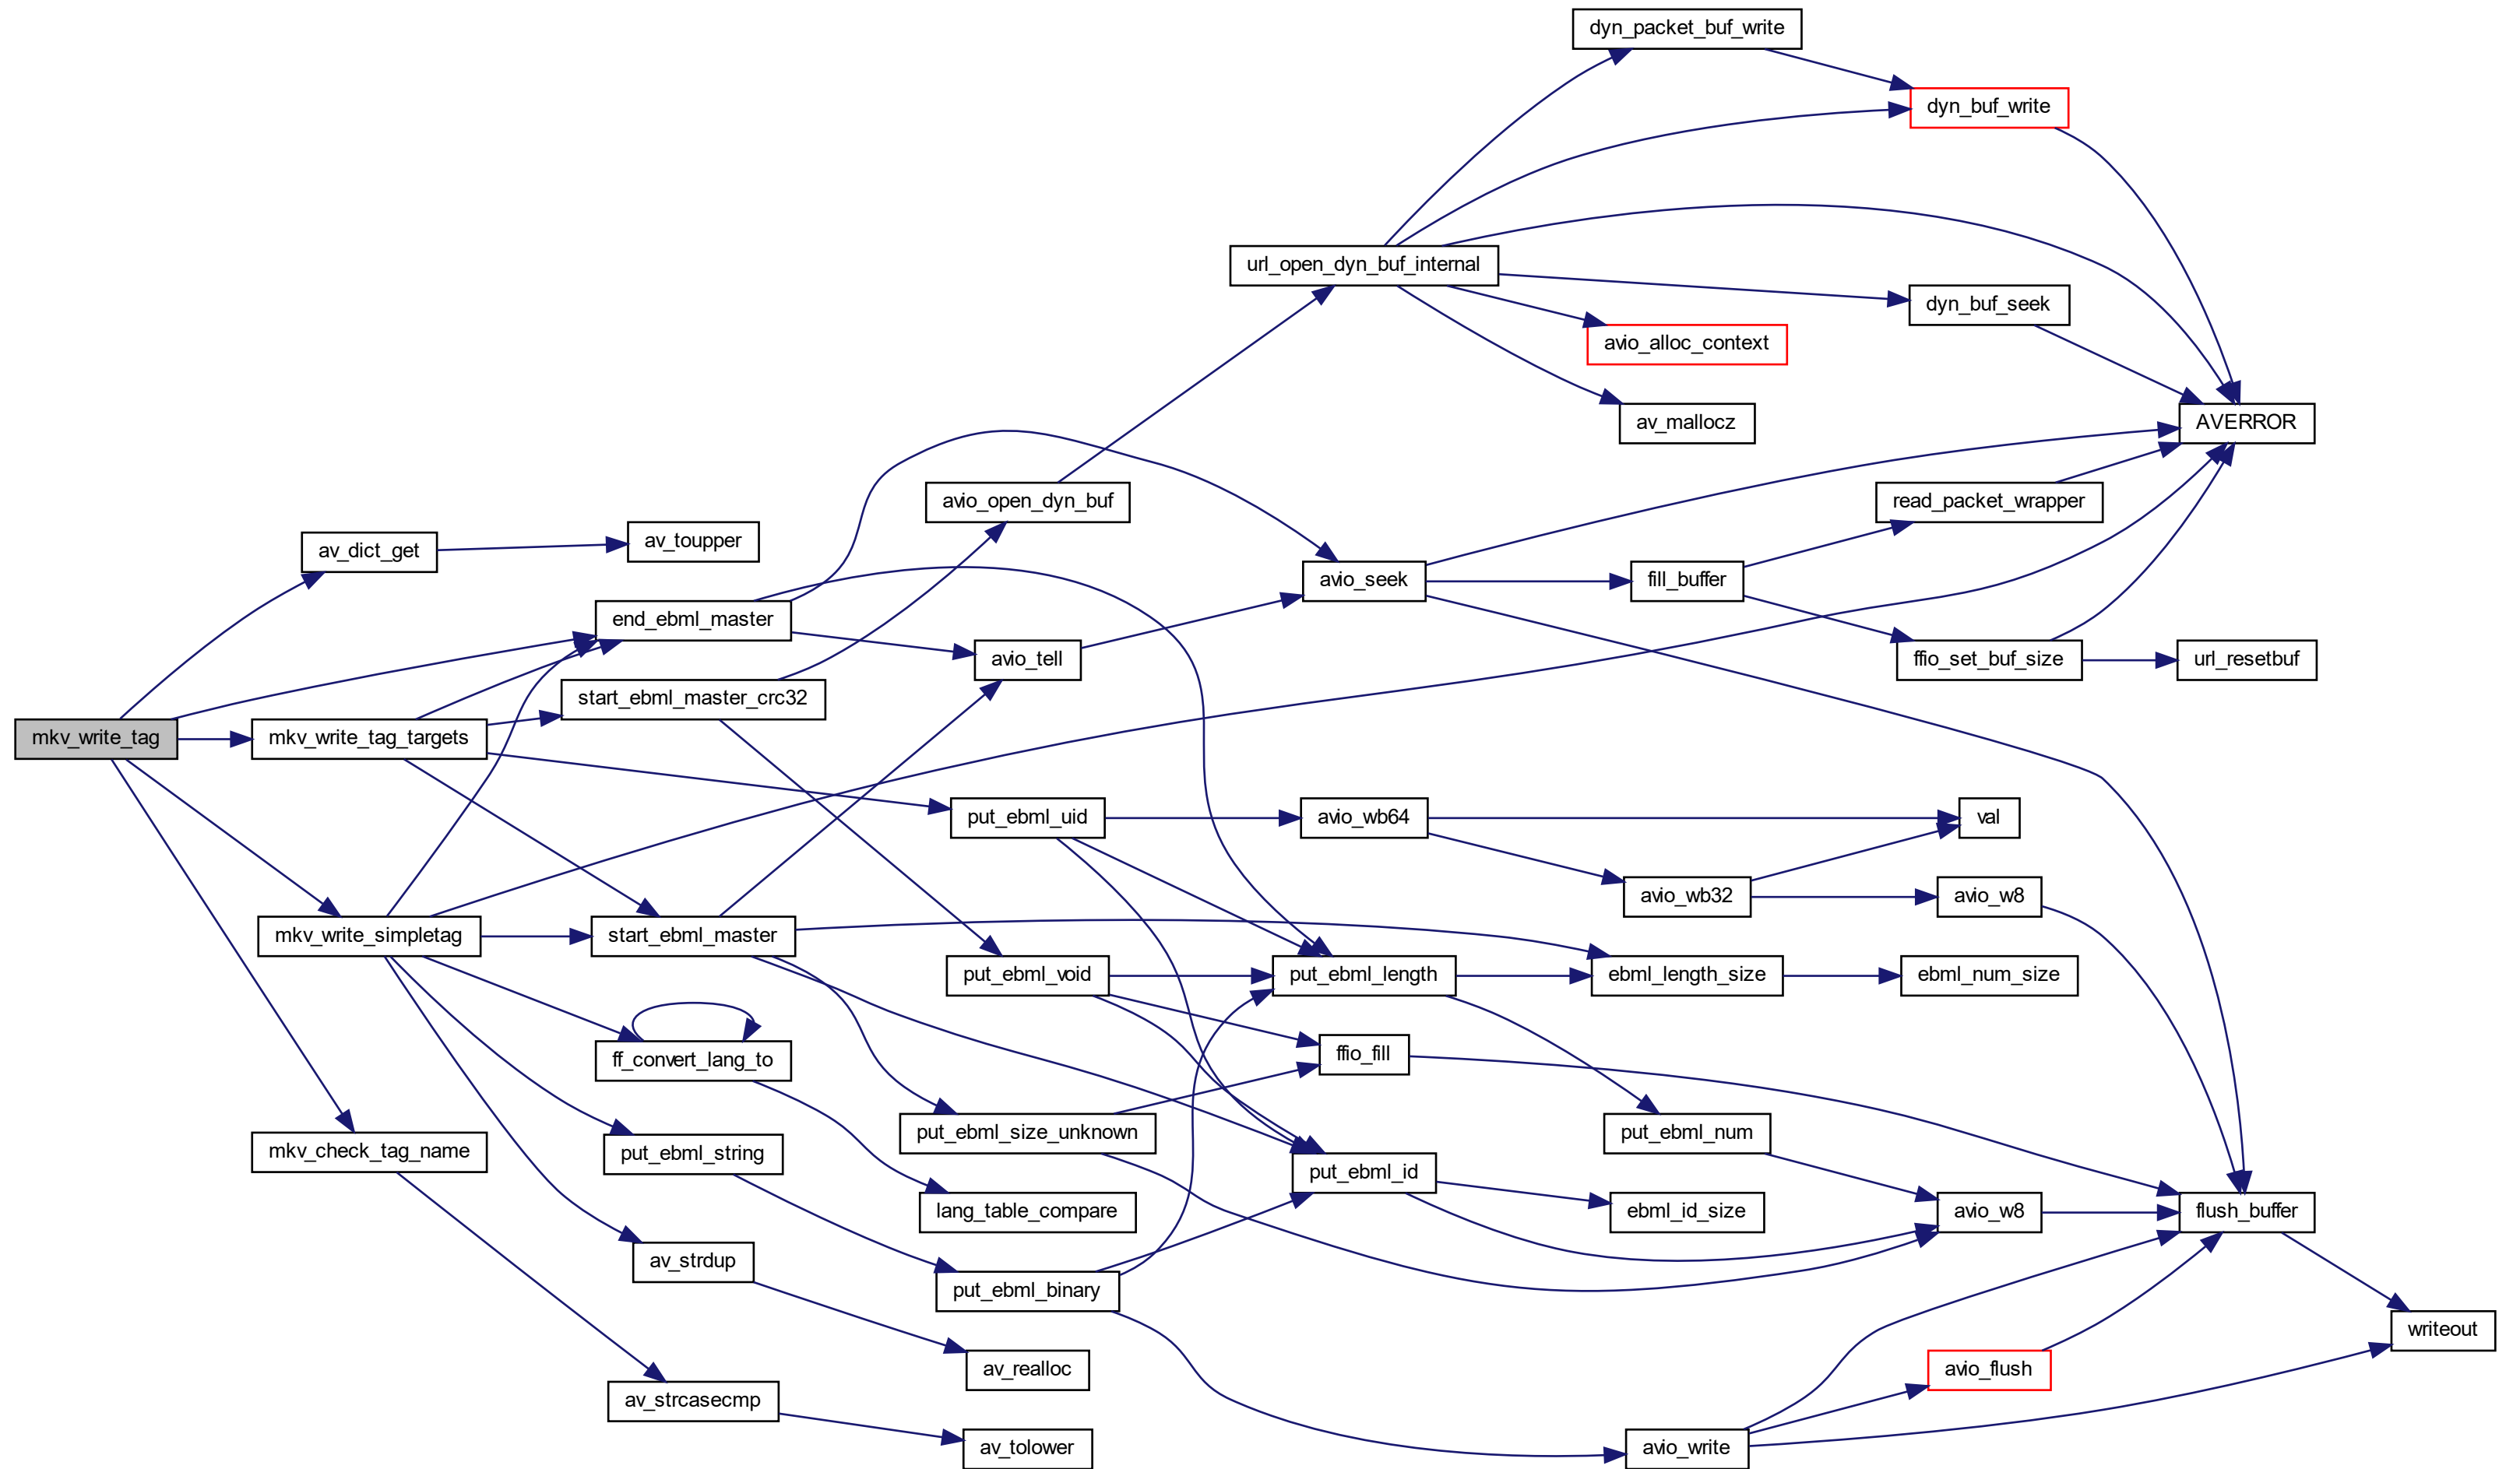 dyn_packet_buf_write
dyn_buf_write
url_open_dyn_buf_internal
dyn_buf_seek
avio_alloc_context
av_mallocz
AVERROR
avio_open_dyn_buf
read_packet_wrapper
av_toupper
av_dict_get
avio_seek
fill_buffer
end_ebml_master
avio_tell
ffio_set_buf_size
url_resetbuf
start_ebml_master_crc32
mkv_write_tag
mkv_write_tag_targets
put_ebml_uid
avio_wb64
val
avio_wb32
avio_w8
mkv_write_simpletag
start_ebml_master
put_ebml_void
put_ebml_length
ebml_length_size
ebml_num_size
ff_convert_lang_to
ffio_fill
put_ebml_size_unknown
put_ebml_num
mkv_check_tag_name
put_ebml_string
put_ebml_id
lang_table_compare
ebml_id_size
avio_w8
flush_buffer
av_strdup
put_ebml_binary
writeout
av_realloc
avio_flush
av_strcasecmp
av_tolower
avio_write